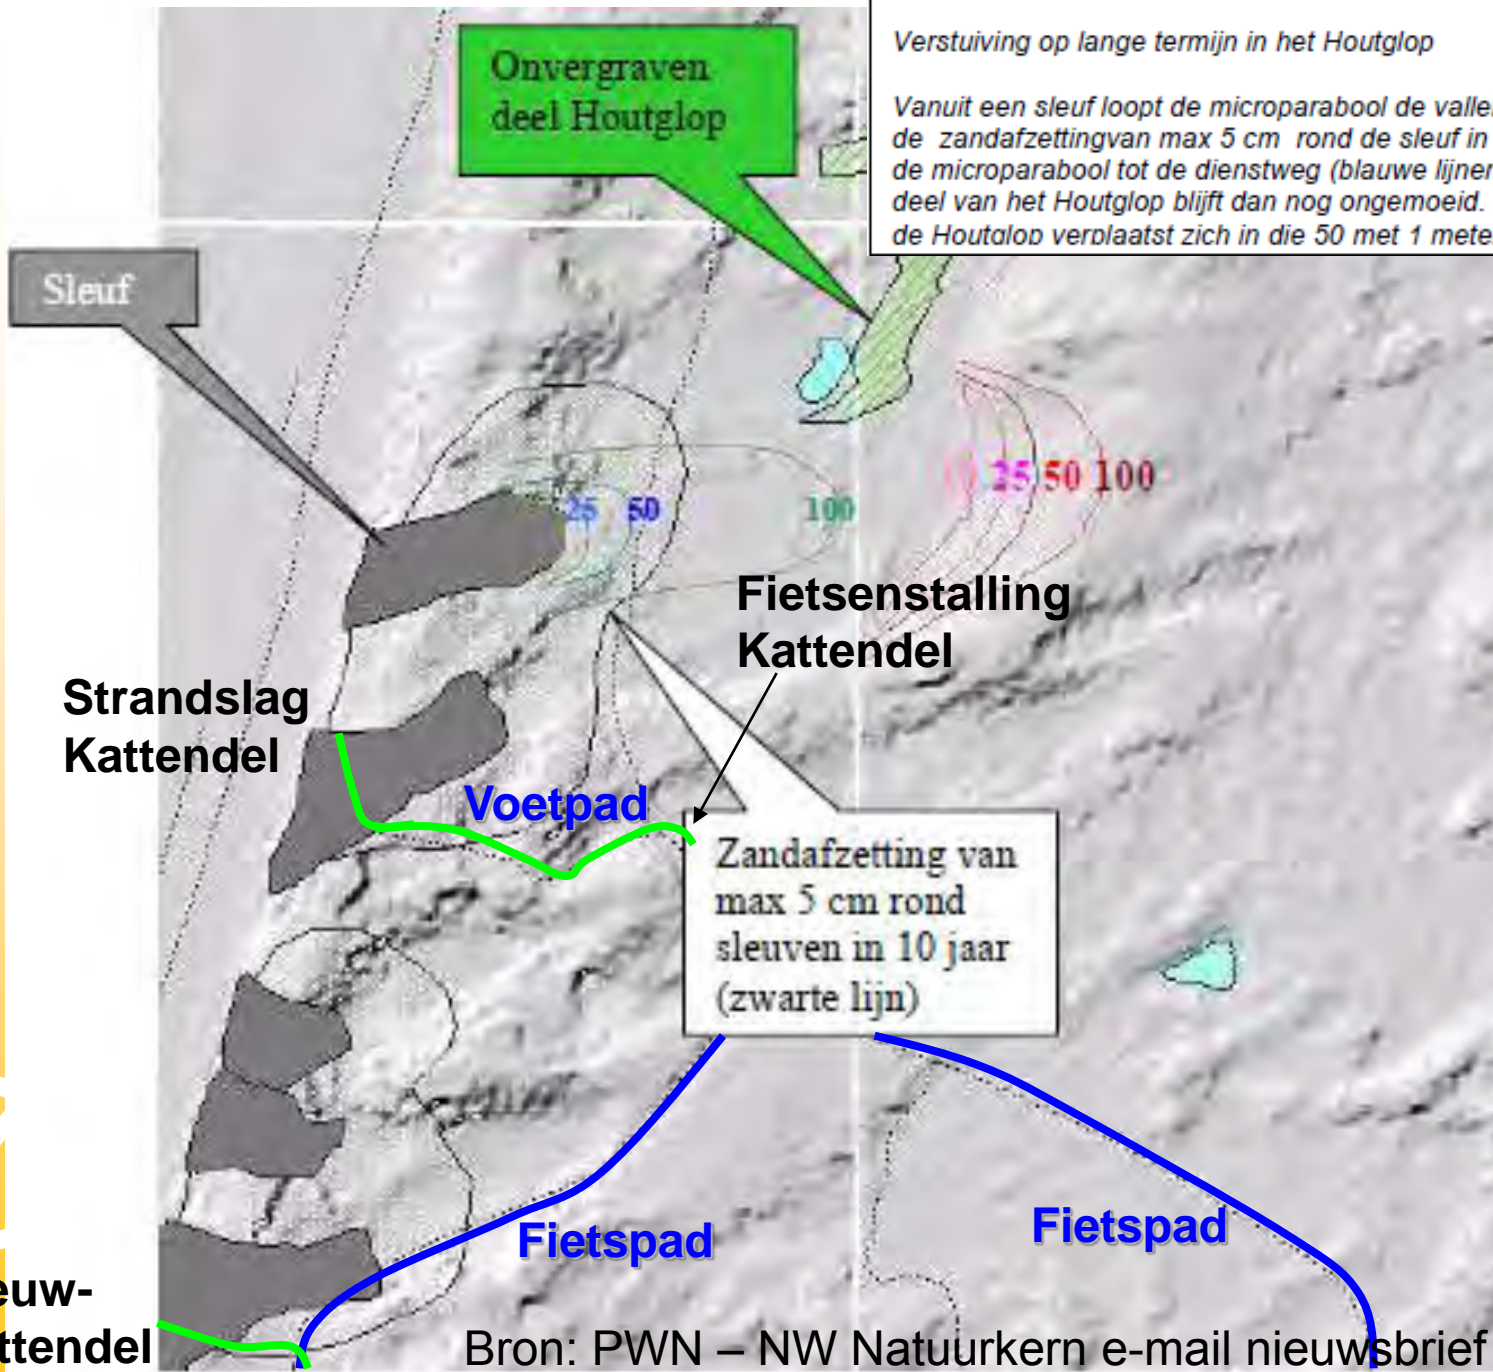 Verstuiving op lange termijn in het Houtglop
Vanuit een sleuf loopt de microparabool de valle
de zandafzettingvan max 5 cm rond de sleuf in
de microparabool tot de dienstweg (blauwe lijne
deel van het Houtglop blijft dan nog ongemoeid.
de Houtglop verplaatst zich in die 50 met 1 mete
Onvergraven
deel Houtglop
Sleuf
25 50 100
25 50 100
Fietsenstalling
Kattendel
Strandslag
Kattendel
Voetpad
Zandafzetting van
max 5 cm rond
sleuven in 10 jaar
(zwarte lijn)
Fietspad
Fietspad
euw-
ttendel
Bron: PWN – NW Natuurkern e-mail nieuwsbrief